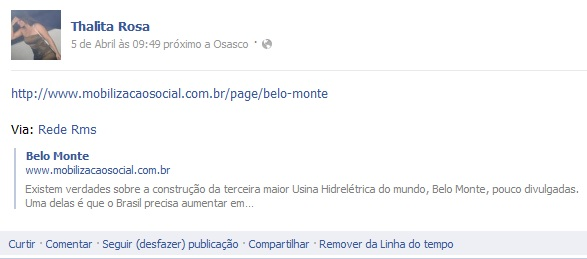 Thalita Rosa
5 de Abril às 09:49 próximo a Osasco ·
http://www.mobilizacaosocial.com.br/page/belo-monte
Via: Rede Rms
Belo Monte
www.mobilizacaosocial.com.br
Existem verdades sobre a construção da terceira maior Usina Hidrelétrica do mundo, Belo Monte, pouco divulgadas.
Uma delas é que o Brasil precisa aumentar em...
Curtir · Comentar · Seguir (desfazer) publicação · Compartilhar · Remover da Linha do tempo